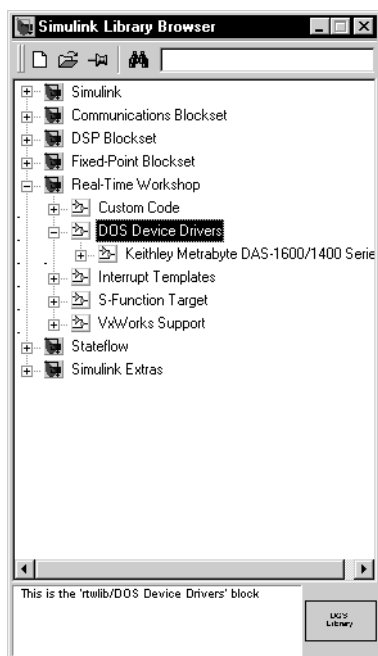 Simulink Library Browser
Simulink
Communications Blockset
DSP Blockset
Fixed-Point Blockset
Real-Time Workshop
Custom Code
DOS Device Drivers
Keithley Metrabyte DAS-1600/1400 Serie
Interrupt Templates
S-Function Target
VxWorks Support
Stateflow
Simulink Extras
This is the 'rtwlib/DOS Device Drivers' block
DOS
Library